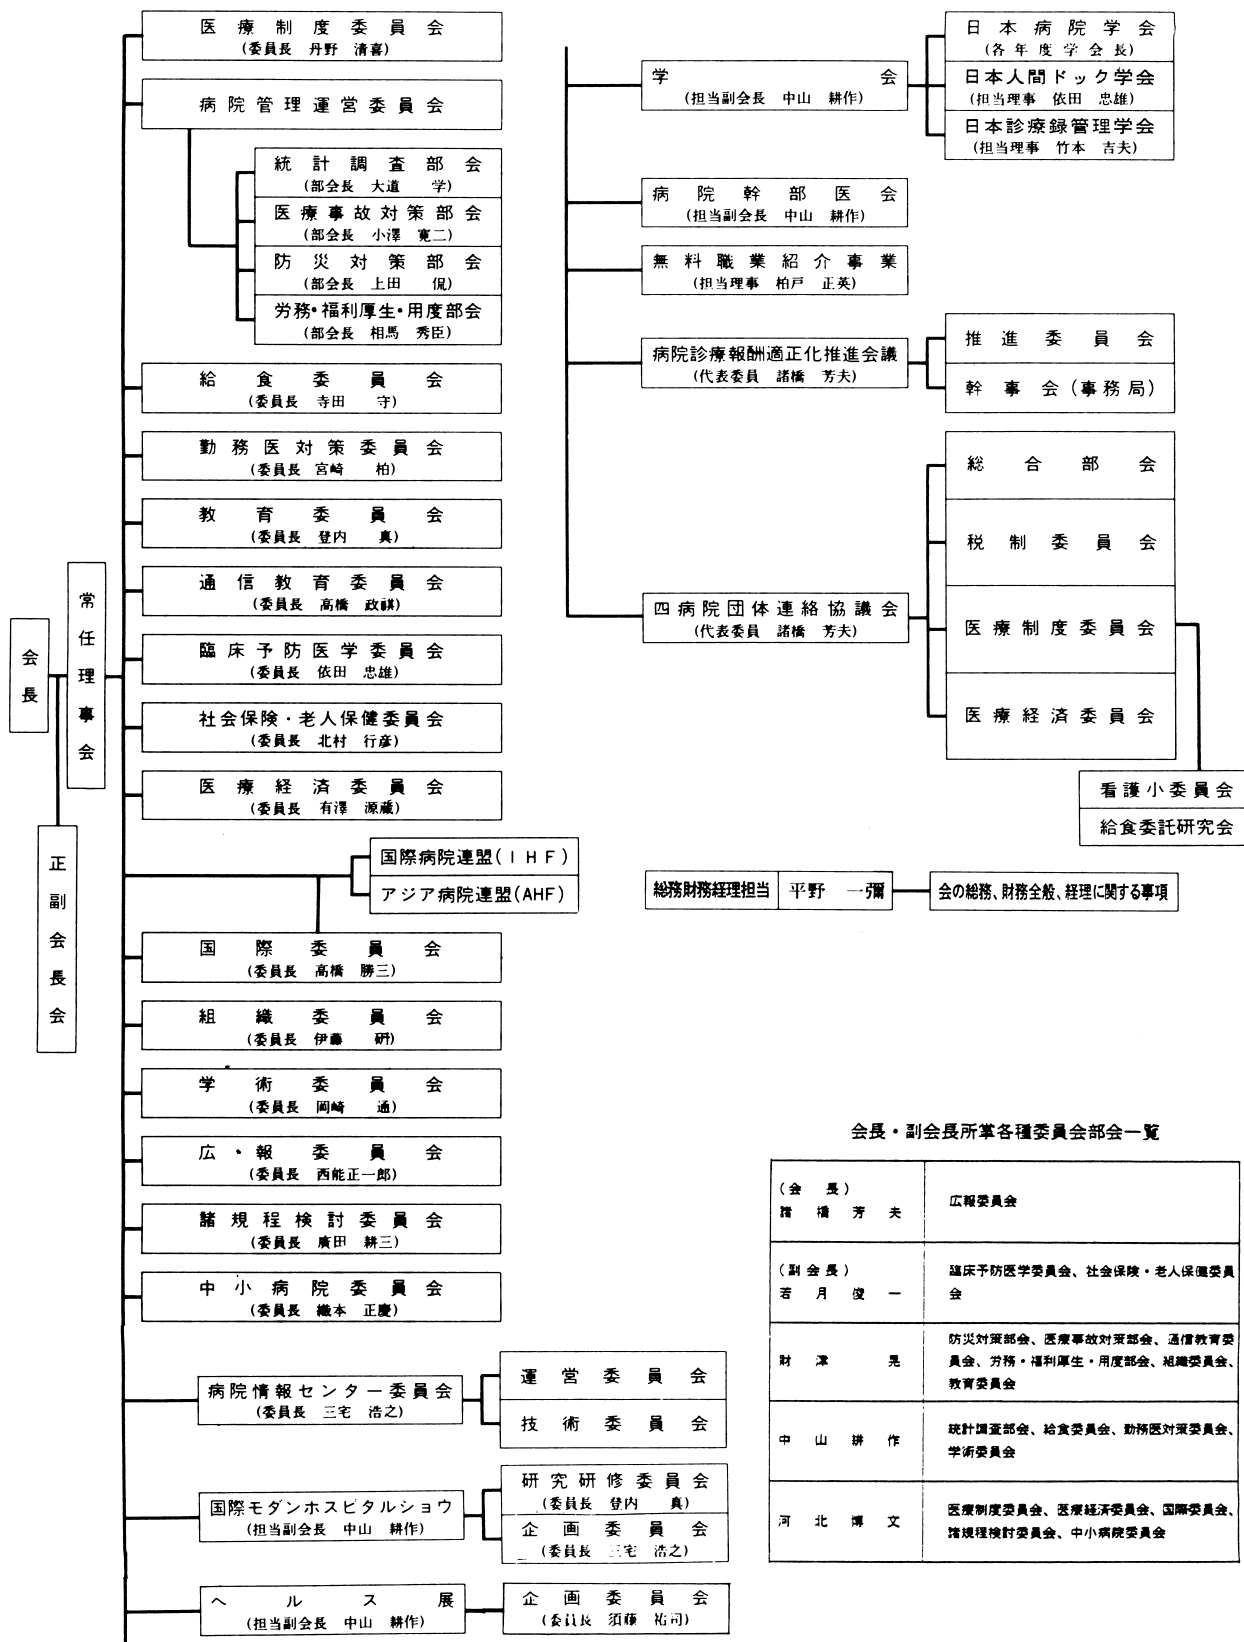 会長
常任理事会
正副会長会
医療制度委員会
(委員長 丹野 清喜)
病院管理運営委員会
統計調査部会
(部会長 大道 学)
医療事故対策部会
(部会長 小澤 寛二)
防災対策部会
(部会長 上田 侃)
労務・福利厚生・用度部会
(部会長 相馬 秀臣)
給食委員会
(委員長 寺田 守)
勤務医対策委員会
(委員長 宮崎 柏)
教育委員会
(委員長 登内 真)
通信教育委員会
(委員長 高橋 政祺)
臨床予防医学委員会
(委員長 依田 忠雄)
社会保険・老人保健委員会
(委員長 北村 行彦)
医療経済委員会
(委員長 有澤 源蔵)
国際病院連盟(IHF)
アジア病院連盟(AHF)
国際委員会
(委員長 高橋 勝三)
組織委員会
(委員長 伊藤 研)
学術委員会
(委員長 岡崎 通)
広・報委員会
(委員長 西能正一郎)
諸規程検討委員会
(委員長 廣田 耕三)
中小病院委員会
(委員長 織本 正慶)
病院情報センター委員会
(委員長 三宅 浩之)
運営委員会
技術委員会
国際モダンホスピタルショウ
(担当副会長 中山 耕作)
研究研修委員会
(委員長 登内 真)
企画委員会
(委員長 三宅 浩之)
ヘルス展
(担当副会長 中山 耕作)
企画委員会
(委員長 須藤 祐司)
学会
(担当副会長 中山 耕作)
日本病院学会
(各年度学会長)
日本人間ドック学会
(担当理事 依田 忠雄)
日本診療録管理学会
(担当理事 竹本 吉夫)
病院幹部医会
(担当副会長 中山 耕作)
無料職業紹介事業
(担当理事 柏戸 正英)
病院診療報酬適正化推進会議
(代表委員 諸橋 芳夫)
推進委員会
幹事会(事務局)
四病院団体連絡協議会
(代表委員 諸橋 芳夫)
総合部会
税制委員会
医療制度委員会
医療経済委員会
看護小委員会
給食委託研究会
総務財務経理担当 平野 一彌 会の総務、財務全般、経理に関する事項
会長・副会長所掌各種委員会部会一覧
(会長)
諸橋芳夫
広報委員会
(副会長)
若月俊一
臨床予防医学委員会、社会保険・老人保健委員
会
財津晃
防災対策部会、医療事故対策部会、通信教育委
員会、労務・福利厚生・用度部会、組織委員会、
教育委員会
中山耕作
統計調査部会、給食委員会、勤務医対策委員会、
学術委員会
河北博文
医療制度委員会、医療経済委員会、国際委員会、
諸規程検討委員会、中小病院委員会